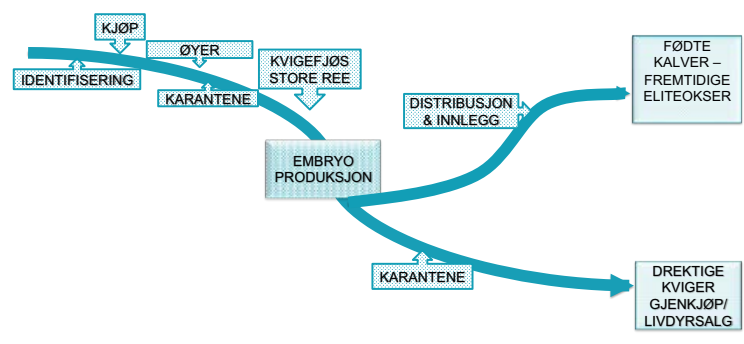 KJØP
ØYER
IDENTIFISERING
KARANTENE
KVIGEFJØS
STORE REE
EMBRYO
PRODUKSJON
DISTRIBUSJON
& INNLEGG
FØDTE
KALVER –
FREMTIDIGE
ELITEOKSER
KARANTENE
DREKTIGE
KVIGER
GJENKJØP/
LIVDYRSALG